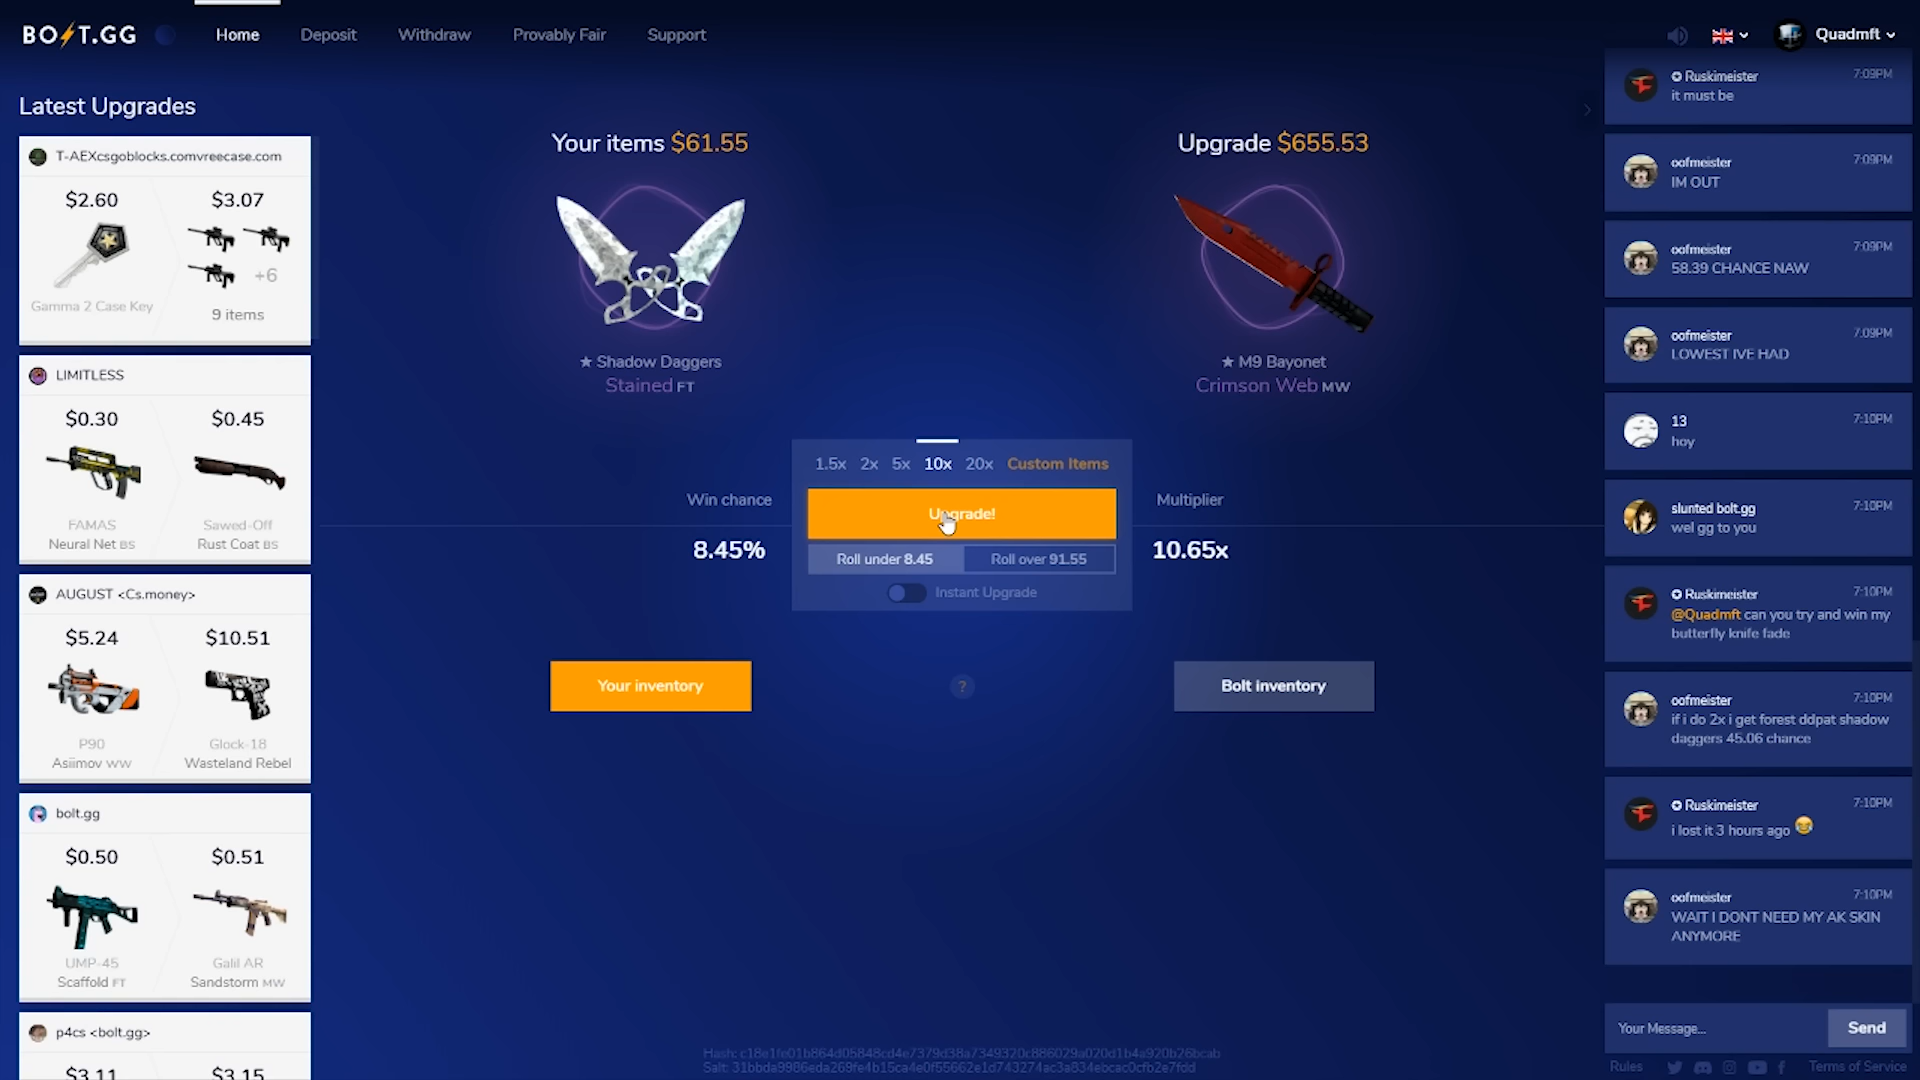 BOLT.GG
Home
Deposit
Withdraw
Provably Fair
Support
Quadmft
Latest Upgrades
T-AEXcsgoblocks.comvreecase.com
$2.60
$3.07
+6
Gamma 2 Case Key
9 items
LIMITLESS
$0.30
$0.45
FAMAS
Neural Net BS
Sawed-Off
Rust Coat BS
AUGUST <Cs.money>
$5.24
$10.51
P90
Asiimov WW
Glock-18
Wasteland Rebel
bolt.gg
$0.50
$0.51
UMP-45
Scaffold FT
Galil AR
Sandstorm MW
p4cs <bolt.gg>
$3.11
$3.15
Your items $61.55
★ Shadow Daggers
Stained FT
Upgrade $655.53
★ M9 Bayonet
Crimson Web MW
1.5x 2x 5x 10x 20x Custom Items
Win chance
8.45%
Upgrade!
Roll under 8.45
Roll over 91.55
Instant Upgrade
Multiplier
10.65x
Your inventory
?
Bolt inventory
Ruskimeister 7:09PM
it must be
oofmeister 7:09PM
IM OUT
oofmeister 7:09PM
58.39 CHANCE NAW
oofmeister 7:09PM
LOWEST IVE HAD
13 7:10PM
hoy
slunted bolt.gg 7:10PM
wel gg to you
Ruskimeister 7:10PM
@Quadmft can you try and win my
butterfly knife fade
oofmeister 7:10PM
if i do 2x i get forest ddpat shadow
daggers 45.06 chance
Ruskimeister 7:10PM
i lost it 3 hours ago 😂
oofmeister 7:10PM
WAIT I DONT NEED MY AK SKIN
ANYMORE
Your Message...
Send
Rules
Terms of Service